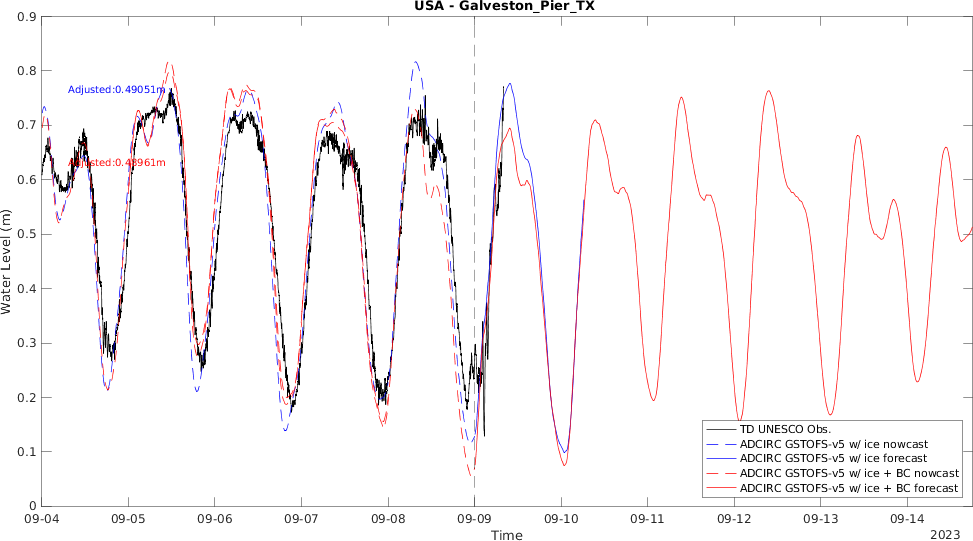 USA - Galveston_Pier_TX
0.9
0.8
Adjusted:0.49051m
0.7
Adjusted:0.48961m
0.6
0.5
0.4
0.3
0.2
0.1
0
Water Level (m)
TD UNESCO Obs.
ADCIRC GSTOFS-v5 w/ ice nowcast
ADCIRC GSTOFS-v5 w/ ice forecast
ADCIRC GSTOFS-v5 w/ ice + BC nowcast
ADCIRC GSTOFS-v5 w/ ice + BC forecast
09-04 09-05 09-06 09-07 09-08 09-09 09-10 09-11 09-12 09-13 09-14
Time
2023